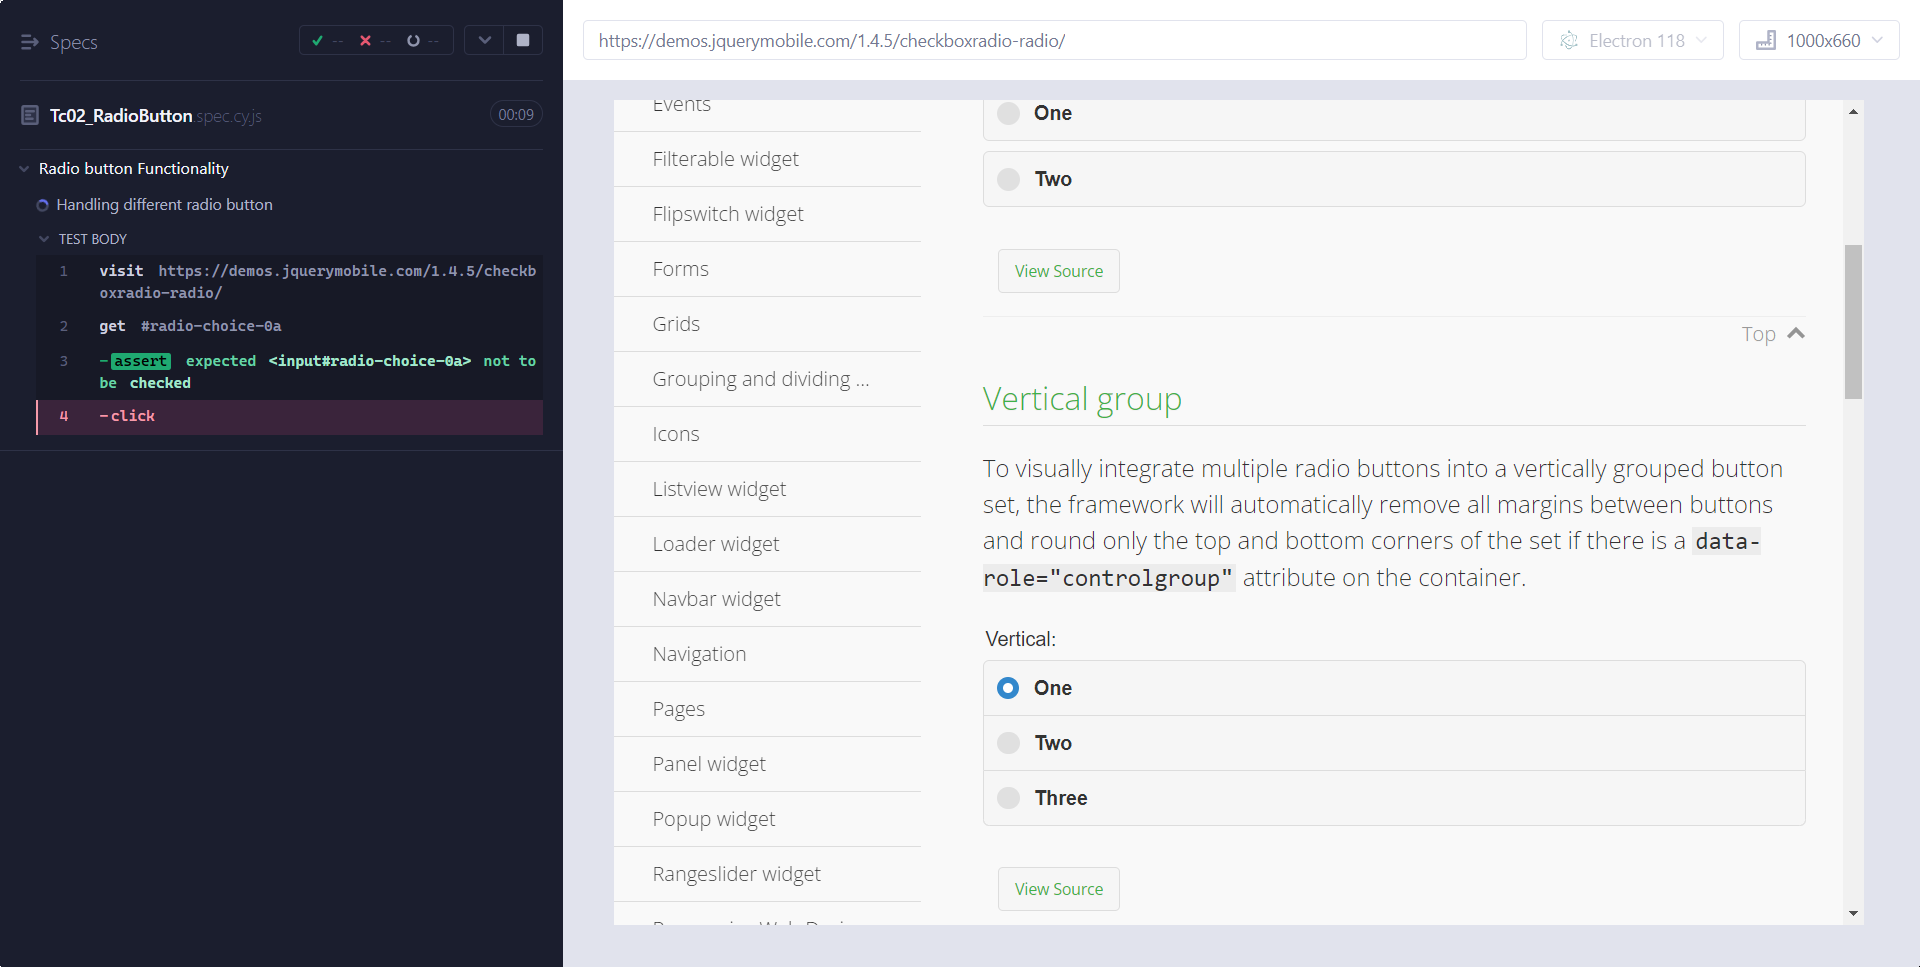 Specs
--
--
--
Tc02_RadioButton spec.cy.js
00:09
Radio button Functionality
Handling different radio button
TEST BODY
1 visit https://demos.jquerymobile.com/1.4.5/checkb
oxradio-radio/
2 get #radio-choice-0a
3 -assert expected <input#radio-choice-0a> not to
be checked
4 -click
https://demos.jquerymobile.com/1.4.5/checkboxradio-radio/
Electron 118
1000x660
Events
Filterable widget
Flipswitch widget
Forms
Grids
Grouping and dividing ...
Icons
Listview widget
Loader widget
Navbar widget
Navigation
Pages
Panel widget
Popup widget
Rangeslider widget
One
Two
View Source
Top
Vertical group
To visually integrate multiple radio buttons into a vertically grouped button
set, the framework will automatically remove all margins between buttons
and round only the top and bottom corners of the set if there is a data-
role="controlgroup" attribute on the container.
Vertical:
One
Two
Three
View Source